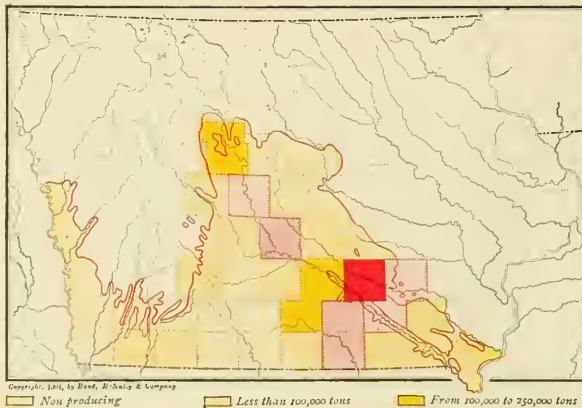 Copyright, by Rand, McNally & Company
Non producing
Less than 100,000 tons
From 100,000 to 250,000 tons